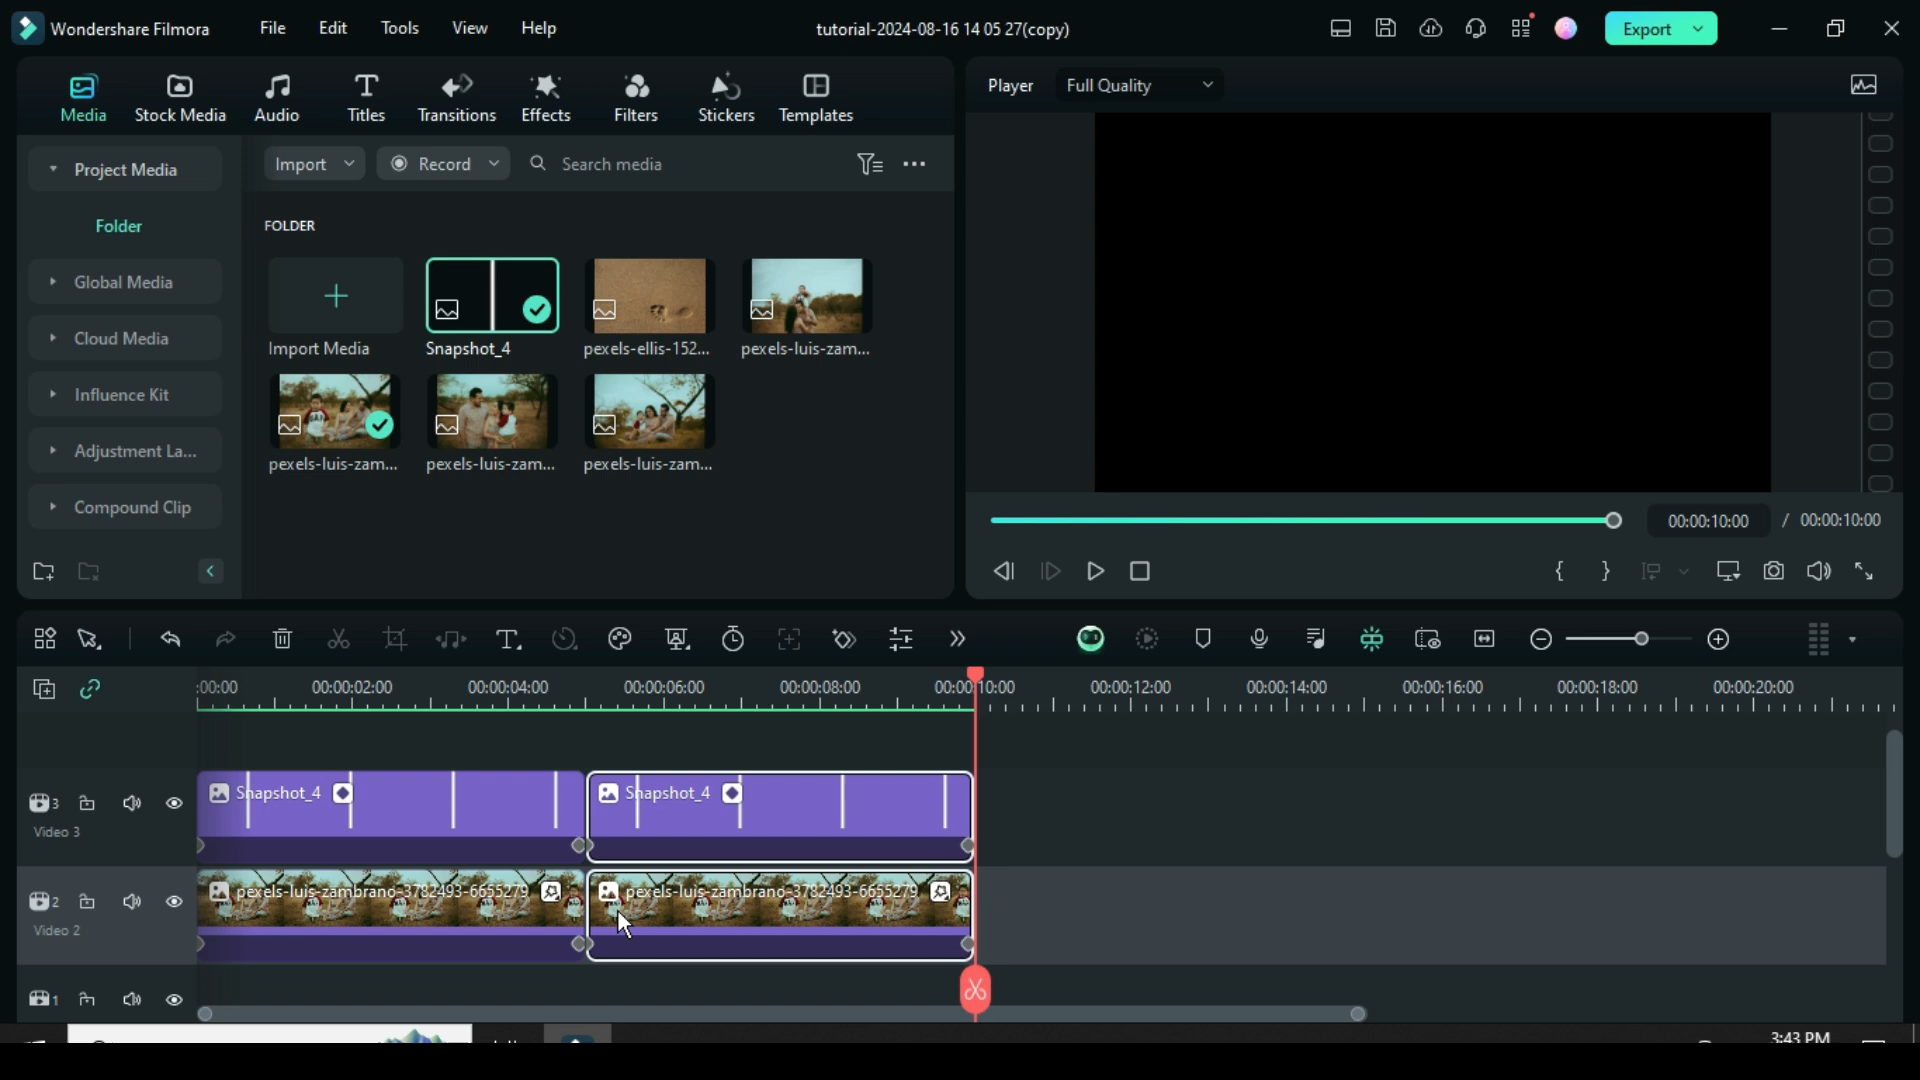 Wondershare Filmora
File Edit Tools View Help
tutorial-2024-08-16 14 05 27(copy)
Export
Media Stock Media Audio Titles Transitions Effects Filters Stickers Templates
Player Full Quality
Project Media
Folder
Global Media
Cloud Media
Influence Kit
Adjustment La...
Compound Clip
Import Record Search media
FOLDER
Import Media Snapshot_4 pexels-ellis-152... pexels-luis-zam...
pexels-luis-zam... pexels-luis-zam... pexels-luis-zam...
00:00:10:00 / 00:00:10:00
:00:00 00:00:02:00 00:00:04:00 00:00:06:00 00:00:08:00 00:00:10:00 00:00:12:00 00:00:14:00 00:00:16:00 00:00:18:00 00:00:20:00
3 Snapshot_4 Snapshot_4
Video 3
2 pexels-luis-zambrano-3782493-6655279 pexels-luis-zambrano-3782493-6655279
Video 2
1
3:43 PM